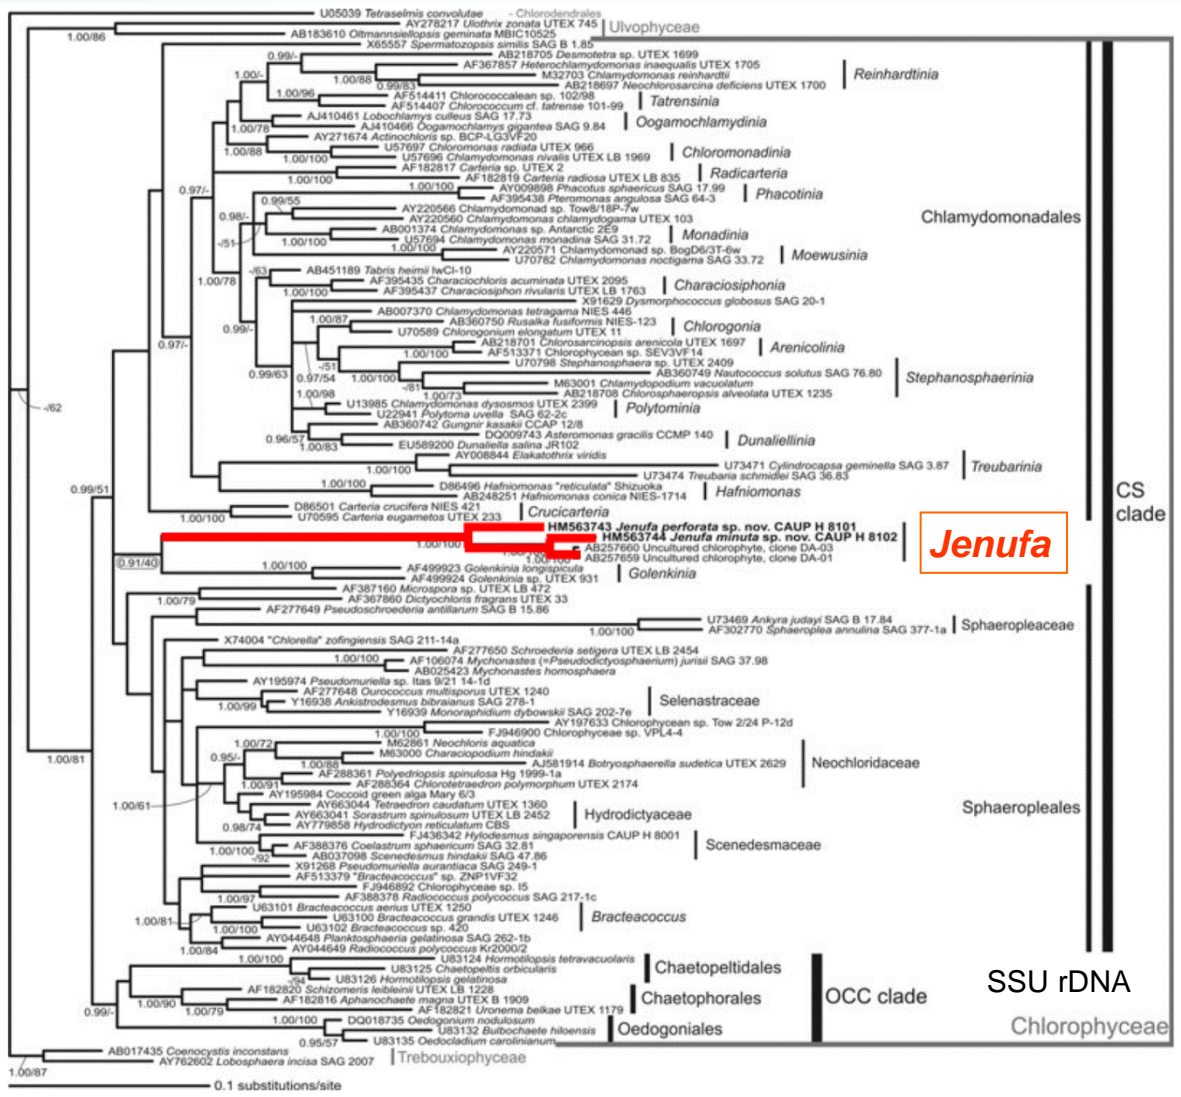 U05039 Tetraselmis convolutae - Chlorodendrales
AY278217 Ulothrix zonata UTEX 745
Ulvophyceae
1.00/86
AB183610 Oltmannsiellopsis geminata MBIC10525
X65557 Spermatozopsis similis SAG B 1.85
0.99/-
AB218705 Desmotetra sp. UTEX 1699
AF367857 Heterochlamydomonas inaequalis UTEX 1705
1.00/-
1.00/88
M32703 Chlamydomonas reinhardtii
Reinhardtinia
0.99/83
AB218697 Neochlorosarcina deficiens UTEX 1700
1.00/96
AF514411 Chlorococcalean sp. 102/98
AF514407 Chlorococcum cf. tatrense 101-99
Tatrensinia
AJ410461 Lobochlamys culleus SAG 17.73
1.00/78
AJ410466 Oogamochlamys gigantea SAG 9.84
Oogamochlamydinia
AY271674 Actinochloris sp. BCP-LG3VF20
1.00/88
U57697 Chloromonas radiata UTEX 966
1.00/100
U57696 Chlamydomonas nivalis UTEX LB 1969
Chloromonadinia
AF182817 Carteria sp. UTEX 2
1.00/100
AF182819 Carteria radiosa UTEX LB 835
Radicarteria
0.97/-
1.00/100
AY009898 Phacotus sphaericus SAG 17.99
AF395438 Pteromonas angulosa SAG 64-3
Phacotinia
0.99/55
AY220566 Chlamydomonad sp. Tow8/18P-7w
0.98/-
AY220560 Chlamydomonas chlamydogama UTEX 103
Chlamydomonadales
AB001374 Chlamydomonas sp. Antarctic 2E9
-/51
1.00/100
U57694 Chlamydomonas monadina SAG 31.72
Monadinia
1.00/100
AY220571 Chlamydomonad sp. BogD6/3T-6w
U70782 Chlamydomonas noctigama SAG 33.72
Moewusinia
-/63
AB451189 Tabris heimii IwCl-10
1.00/78
AF395435 Characiochloris acuminata UTEX 2095
1.00/100
AF395437 Characiosiphon rivularis UTEX LB 1763
Characiosiphonia
X91629 Dysmorphococcus globosus SAG 20-1
AB007370 Chlamydomonas tetragama NIES 446
1.00/87
AB360750 Rusalka fusiformis NIES-123
0.99/-
U70589 Chlorogonium elongatum UTEX 11
Chlorogonia
0.97/-
AB218701 Chlorosarcinopsis arenicola UTEX 1697
1.00/100
AF513371 Chlorophycean sp. SEV3VF14
Arenicolinia
-/51
U70798 Stephanosphaera sp. UTEX 2409
0.99/63
0.97/54
1.00/100
AB360749 Nautococcus solutus SAG 76.80
-/81
M63001 Chlamydopodium vacuolatum
Stephanosphaerinia
1.00/98
1.00/73
AB218708 Chlorosphaeropsis alveolata UTEX 1235
U13985 Chlamydomonas dysosmos UTEX 2399
-/62
U22941 Polytoma uvella SAG 62-2c
Polytominia
AB360742 Gungnir kasakii CCAP 12/8
0.96/57
DQ009743 Asteromonas gracilis CCMP 140
1.00/83
EU589200 Dunaliella salina JR102
Dunaliellinia
AY008844 Elakatothrix viridis
1.00/100
U73471 Cylindrocapsa geminella SAG 3.87
U73474 Treubaria schmidlei SAG 36.83
Treubarinia
1.00/100
D86496 Hafniomonas "reticulata" Shizuoka
0.99/51
AB248251 Hafniomonas conica NIES-1714
Hafniomonas
CS
clade
D86501 Carteria crucifera NIES 421
1.00/100
U70595 Carteria eugametos UTEX 233
Crucicarteria
HM563743 Jenufa perforata sp. nov. CAUP H 8101
HM563744 Jenufa minuta sp. nov. CAUP H 8102
1.00/100
AB257660 Uncultured chlorophyte, clone DA-03
AB257659 Uncultured chlorophyte, clone DA-01
Jenufa
0.91/40
1.00/100
AF499923 Golenkinia longispicula
AF499924 Golenkinia sp. UTEX 931
Golenkinia
1.00/79
AF387160 Microspora sp. UTEX LB 472
AF367860 Dictyochloris fragrans UTEX 33
AF277649 Pseudoschroederia antillarum SAG B 15.86
U73469 Ankyra judayi SAG B 17.84
1.00/100
AF302770 Sphaeroplea annulina SAG 377-1a
Sphaeropleaceae
X74004 "Chlorella" zofingiensis SAG 211-14a
AF277650 Schroederia setigera UTEX LB 2454
1.00/100
AF106074 Mychonastes (=Pseudodictyosphaerium) jurisii SAG 37.98
AB025423 Mychonastes homosphaera
AY195974 Pseudomuriella sp. Itas 9/21 14-1d
AF277648 Ourococcus multisporus UTEX 1240
1.00/99
Y16938 Ankistrodesmus bibraianus SAG 278-1
Selenastraceae
Y16939 Monoraphidium dybowskii SAG 202-7e
AY197633 Chlorophycean sp. Tow 2/24 P-12d
1.00/100
FJ946900 Chlorophyceae sp. VPL4-4
1.00/72
M62861 Neochloris aquatica
1.00/81
0.95/-
M63000 Characiopodium hindakii
1.00/88
AJ581914 Botryosphaerella sudetica UTEX 2629
Neochloridaceae
AF288361 Polyedriopsis spinulosa Hg 1999-1a
1.00/91
AF288364 Chlorotetraedron polymorphum UTEX 2174
AY195984 Coccoid green alga Mary 6/3
1.00/61
AY663044 Tetraedron caudatum UTEX 1360
Sphaeropleales
AY663041 Sorastrum spinulosum UTEX LB 2452
Hydrodictyaceae
0.98/74
AY779858 Hydrodictyon reticulatum CBS
FJ436342 Hylodesmus singaporensis CAUP H 8001
1.00/100
AF388376 Coelastrum sphaericum SAG 32.81
Scenedesmaceae
-/92
AB037098 Scenedesmus hindakii SAG 47.86
X91268 Pseudomuriella aurantiaca SAG 249-1
AF513379 "Bracteacoccus" sp. ZNP1VF32
FJ946892 Chlorophyceae sp. I5
1.00/97
AF388378 Radiococcus polycoccus SAG 217-1c
U63101 Bracteacoccus aerius UTEX 1250
1.00/81
U63100 Bracteacoccus grandis UTEX 1246
Bracteacoccus
1.00/100
U63102 Bracteacoccus sp. 420
AY044648 Planktosphaeria gelatinosa SAG 262-1b
1.00/84
AY044649 Radiococcus polycoccus Kr2000/2
1.00/100
U83124 Hormotilopsis tetravacuolaris
U83125 Chaetopeltis orbicularis
Chaetopeltidales
-/94
U83126 Hormotilopsis gelatinosa
SSU rDNA
AF182820 Schizomeris leibleinii UTEX LB 1228
1.00/90
AF182816 Aphanochaete magna UTEX B 1909
Chaetophorales
OCC clade
0.99/-
1.00/79
AF182821 Uronema belkae UTEX 1179
1.00/100
DQ018735 Oedogonium nodulosum
U83132 Bulbochaete hiloensis
Oedogoniales
Chlorophyceae
0.95/57
U83135 Oedocladium carolinianum
AB017435 Coenocystis inconstans
AY762602 Lobosphaera incisa SAG 2007
Trebouxiophyceae
1.00/87
0.1 substitutions/site